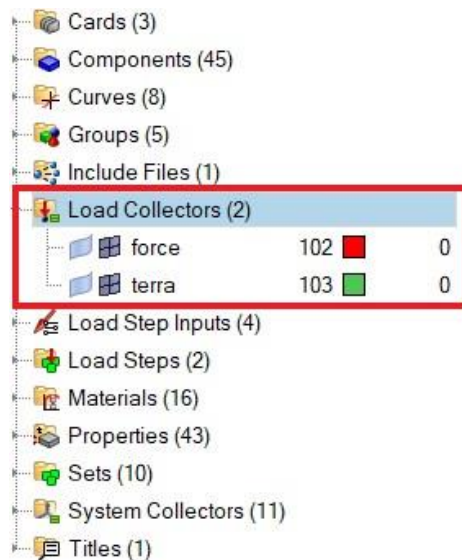 Cards (3)
Components (45)
Curves (8)
Groups (5)
Include Files (1)
Load Collectors (2)
force 102 0
terra 103 0
Load Step Inputs (4)
Load Steps (2)
Materials (16)
Properties (43)
Sets (10)
System Collectors (11)
Titles (1)